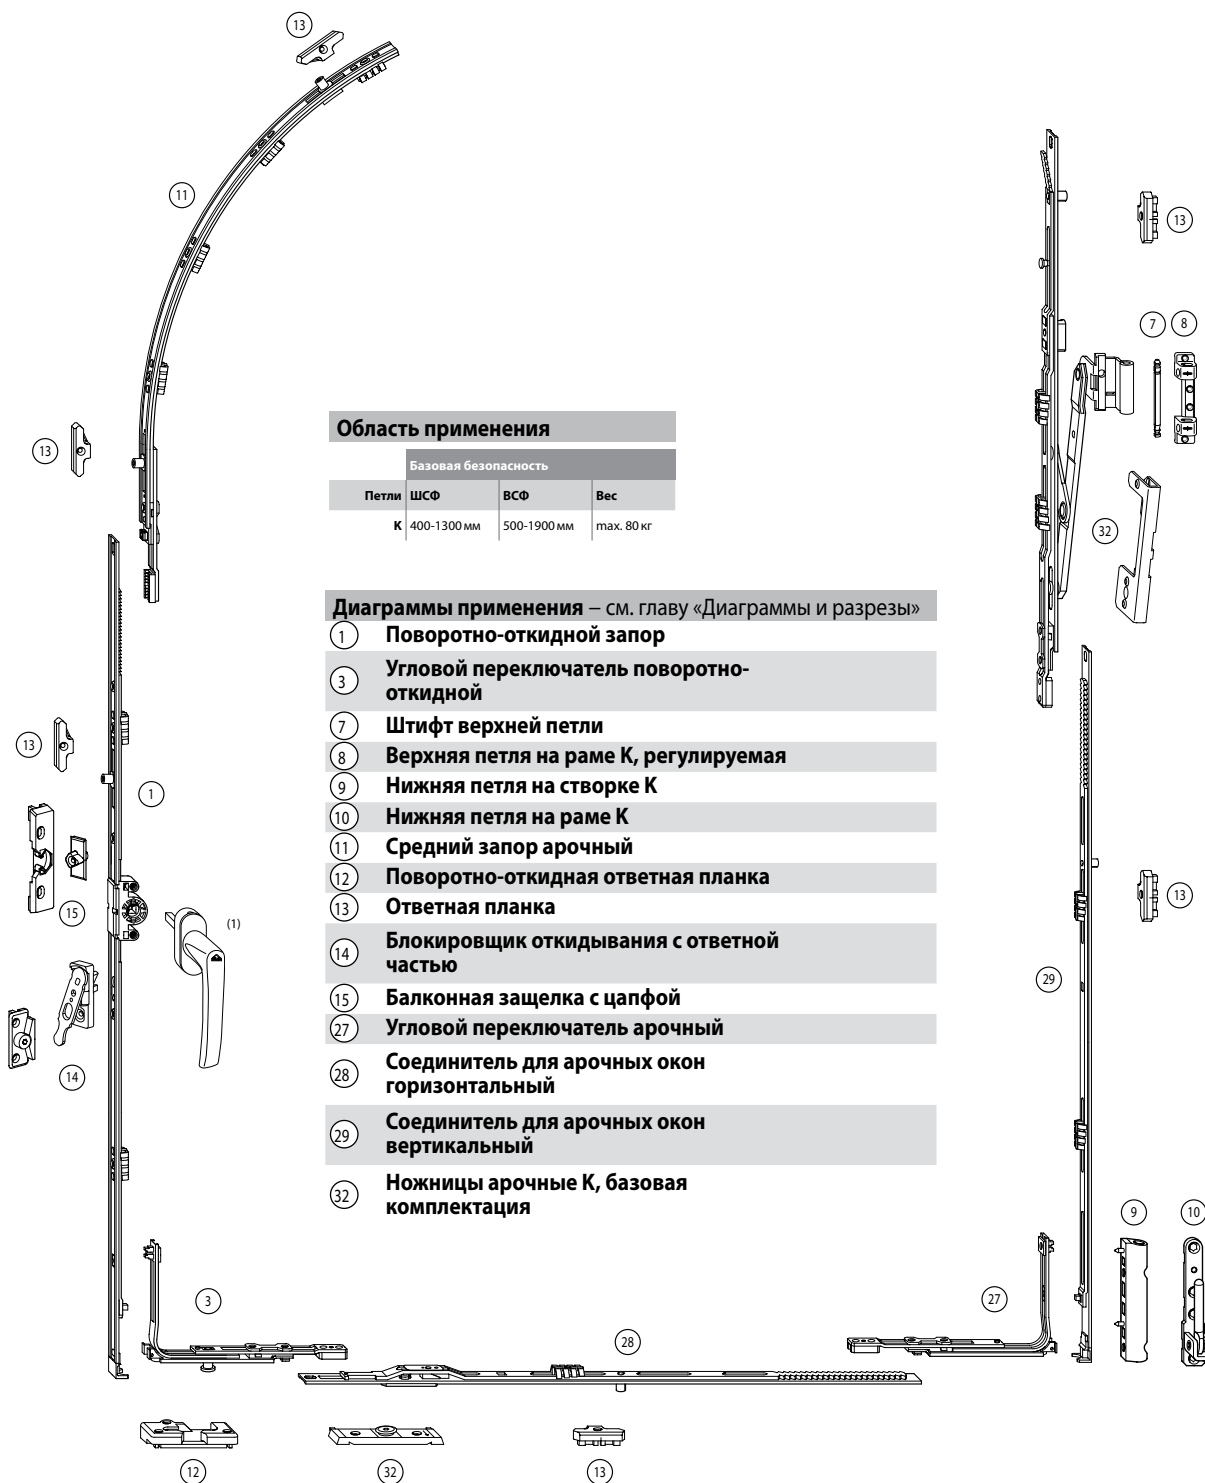 13
11
13
7
8
13
Область применения
Базовая безопасность
Петли ШСФ ВСФ Вес
К 400-1300 мм 500-1900 мм max. 80 кг
32
Диаграммы применения – см. главу «Диаграммы и разрезы»
1 Поворотно-откидной запор
3 Угловой переключатель поворотно-
откидной
7 Штифт верхней петли
8 Верхняя петля на раме К, регулируемая
9 Нижняя петля на створке К
10 Нижняя петля на раме К
11 Средний запор арочный
12 Поворотно-откидная ответная планка
13 Ответная планка
14 Блокировщик откидывания с ответной
частью
15 Балконная защелка с цапфой
27 Угловой переключатель арочный
28 Соединитель для арочных окон
горизонтальный
29 Соединитель для арочных окон
вертикальный
32 Ножницы арочные К, базовая
комплектация
13
1
15
(1)
14
13
29
9
10
3
27
28
12
32
13